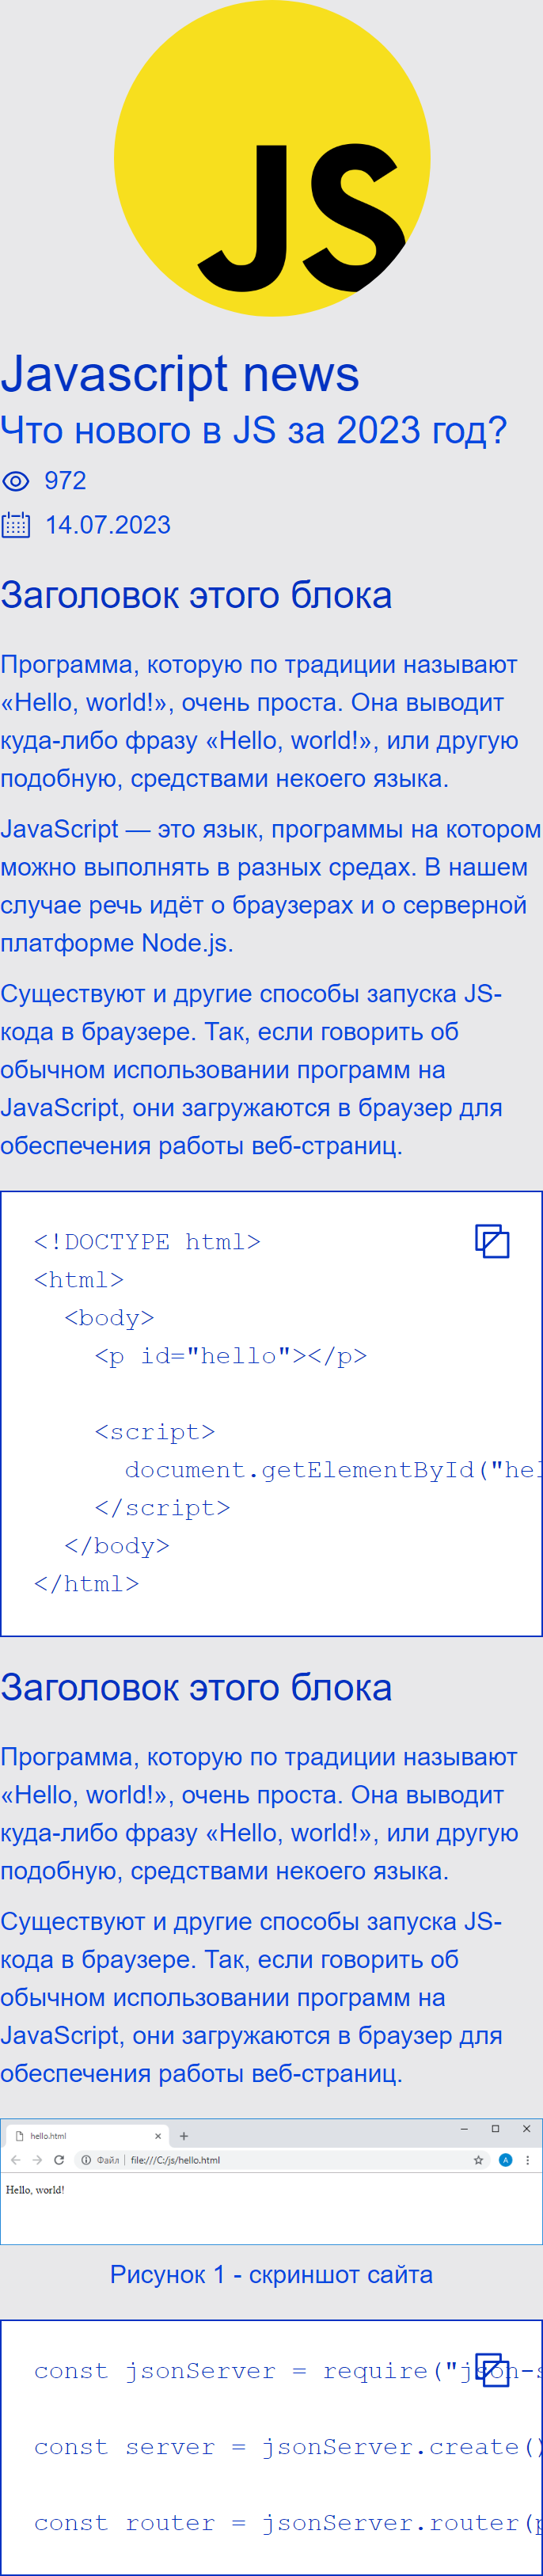 JS
Javascript news
Что нового в JS за 2023 год?
972
14.07.2023
Заголовок этого блока
Программа, которую по традиции называют
«Hello, world!», очень проста. Она выводит
куда-либо фразу «Hello, world!», или другую
подобную, средствами некоего языка.
JavaScript — это язык, программы на котором
можно выполнять в разных средах. В нашем
случае речь идёт о браузерах и о серверной
платформе Node.js.
Существуют и другие способы запуска JS-
кода в браузере. Так, если говорить об
обычном использовании программ на
JavaScript, они загружаются в браузер для
обеспечения работы веб-страниц.
<!DOCTYPE html>
<html>
  <body>
    <p id="hello"></p>
    <script>
      document.getElementById("hel
    </script>
  </body>
</html>
Заголовок этого блока
Программа, которую по традиции называют
«Hello, world!», очень проста. Она выводит
куда-либо фразу «Hello, world!», или другую
подобную, средствами некоего языка.
Существуют и другие способы запуска JS-
кода в браузере. Так, если говорить об
обычном использовании программ на
JavaScript, они загружаются в браузер для
обеспечения работы веб-страниц.
hello.html
Файл | file:///C:/js/hello.html
A
Hello, world!
Рисунок 1 - скриншот сайта
const jsonServer = require("json-s
const server = jsonServer.create()
const router = jsonServer.router(p